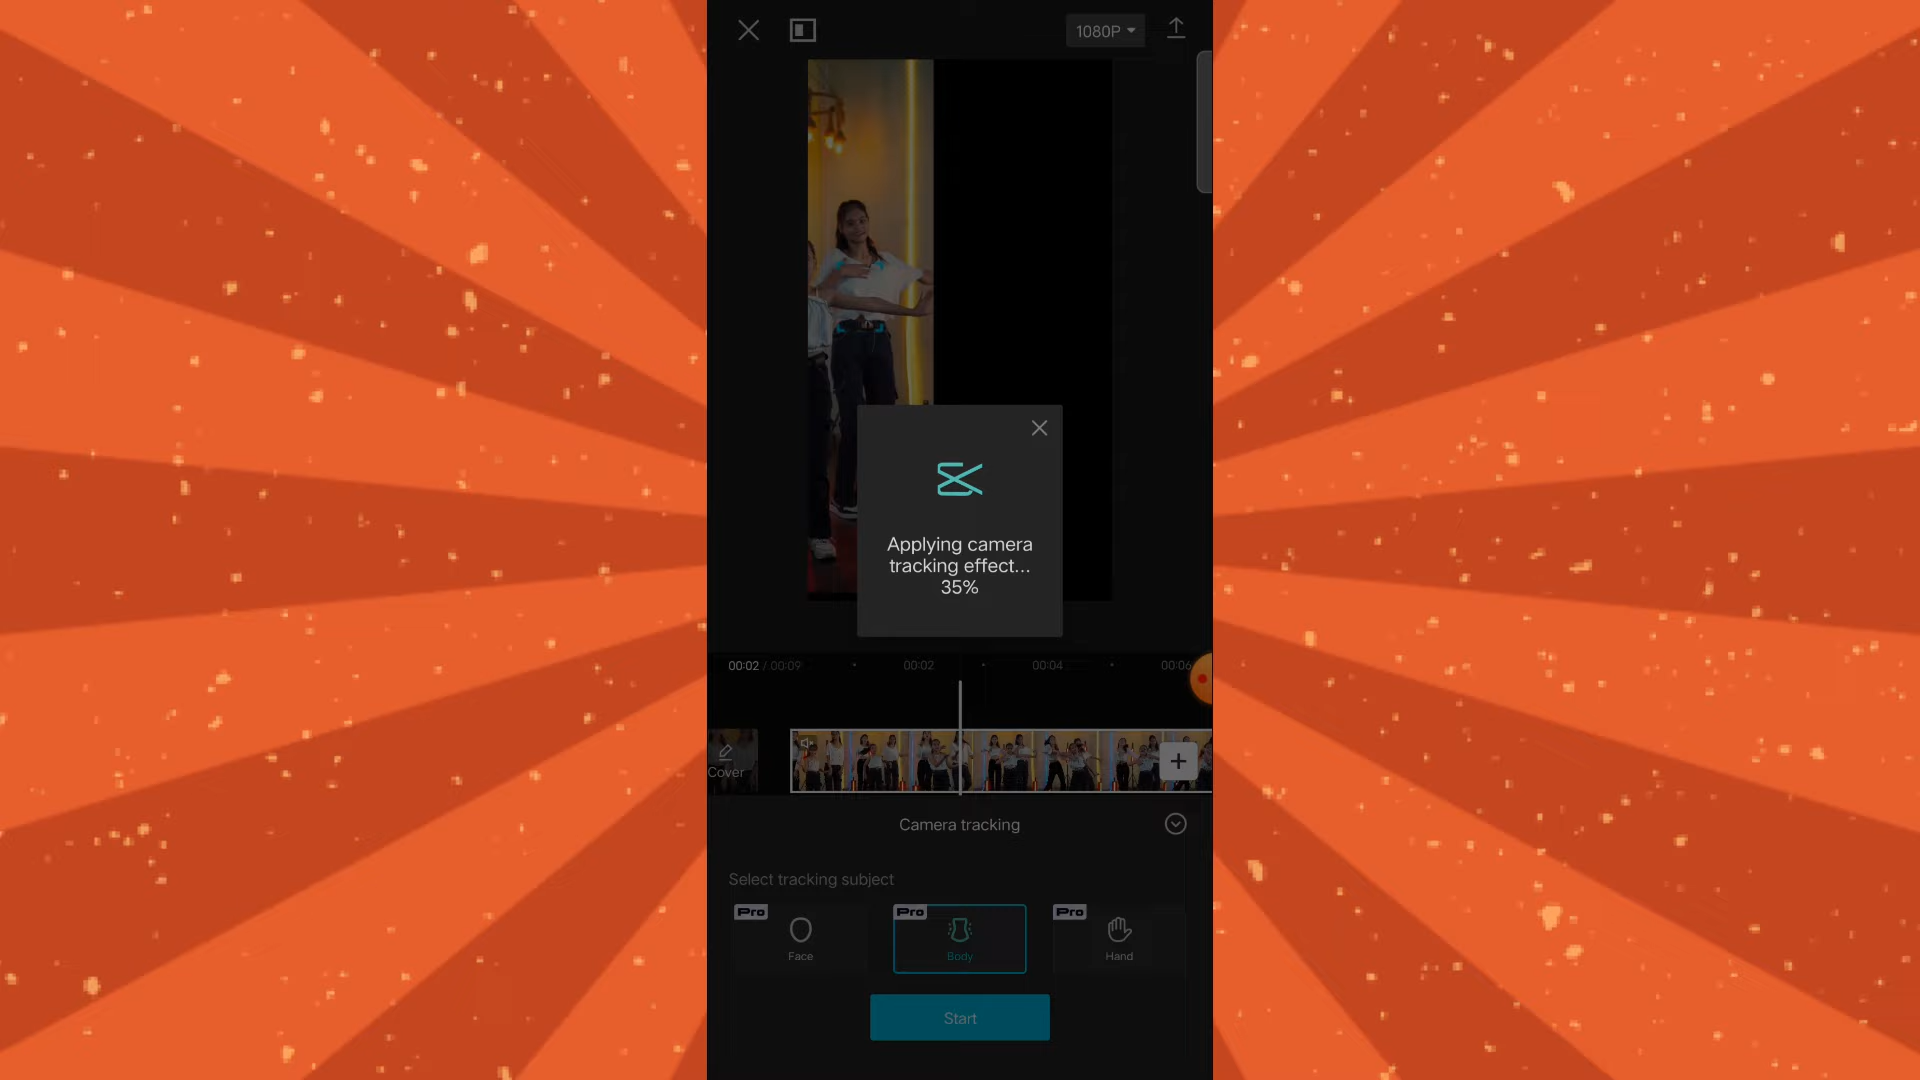 1080P
Applying camera
tracking effect...
35%
00:02 / 00:09
00:02
00:04
00:06
Cover
Camera tracking
Select tracking subject
Pro
Pro
Pro
Face
Body
Hand
Start